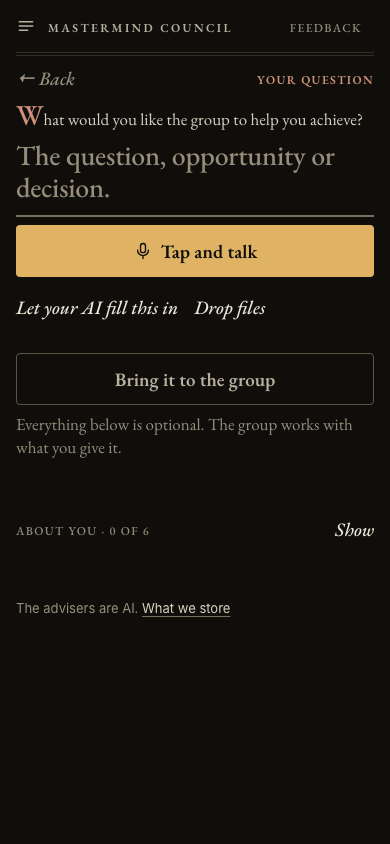 MASTERMIND COUNCIL FEEDBACK
← Back YOUR QUESTION
What would you like the group to help you achieve?
The question, opportunity or
decision.
Tap and talk
Let your AI fill this in Drop files
Bring it to the group
Everything below is optional. The group works with
what you give it.
ABOUT YOU · 0 OF 6 Show
The advisers are AI. What we store